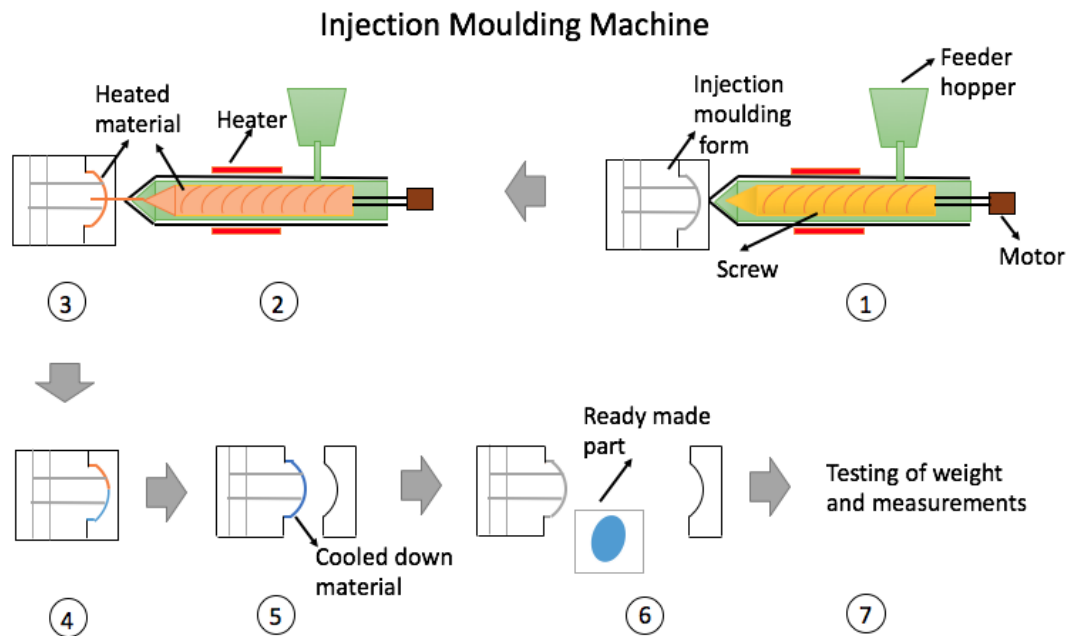 Injection Moulding Machine
Heated
material
Heater
Injection
moulding
form
Feeder
hopper
Screw
Motor
3
2
1
Ready made
part
Testing of weight
and measurements
Cooled down
material
4
5
6
7